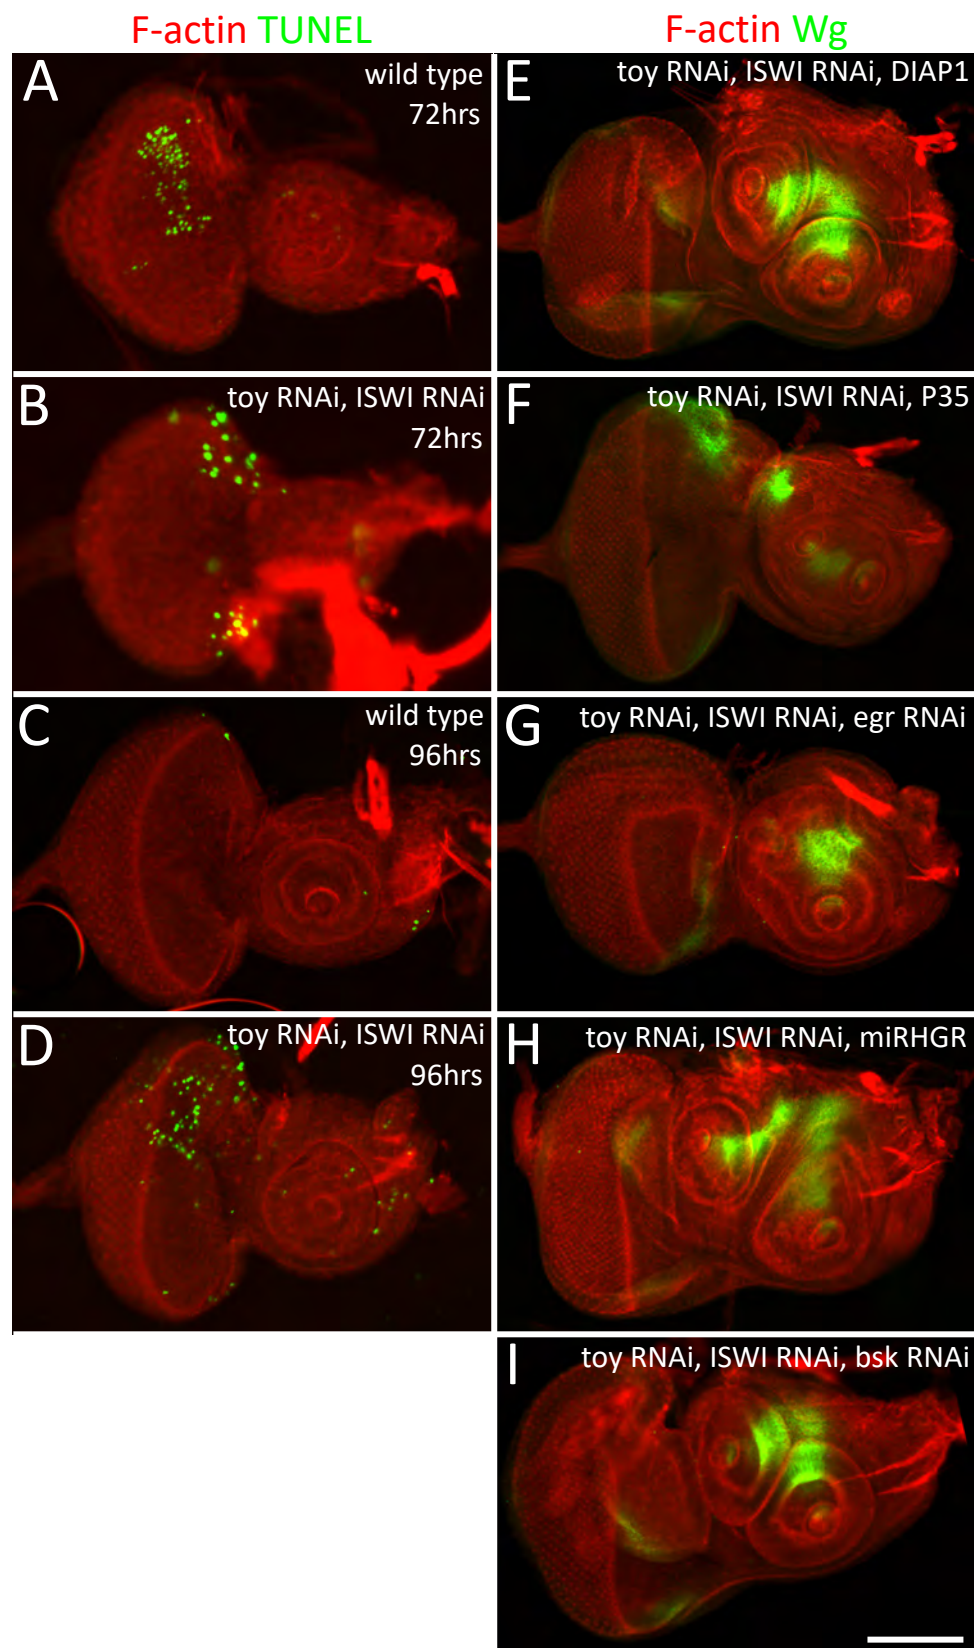 F-actin TUNEL
F-actin Wg
A
wild type
72hrs
E
toy RNAi, ISWI RNAi, DIAP1
B
toy RNAi, ISWI RNAi
72hrs
F
toy RNAi, ISWI RNAi, P35
C
wild type
96hrs
G
toy RNAi, ISWI RNAi, egr RNAi
D
toy RNAi, ISWI RNAi
96hrs
H
toy RNAi, ISWI RNAi, miRHGR
I
toy RNAi, ISWI RNAi, bsk RNAi